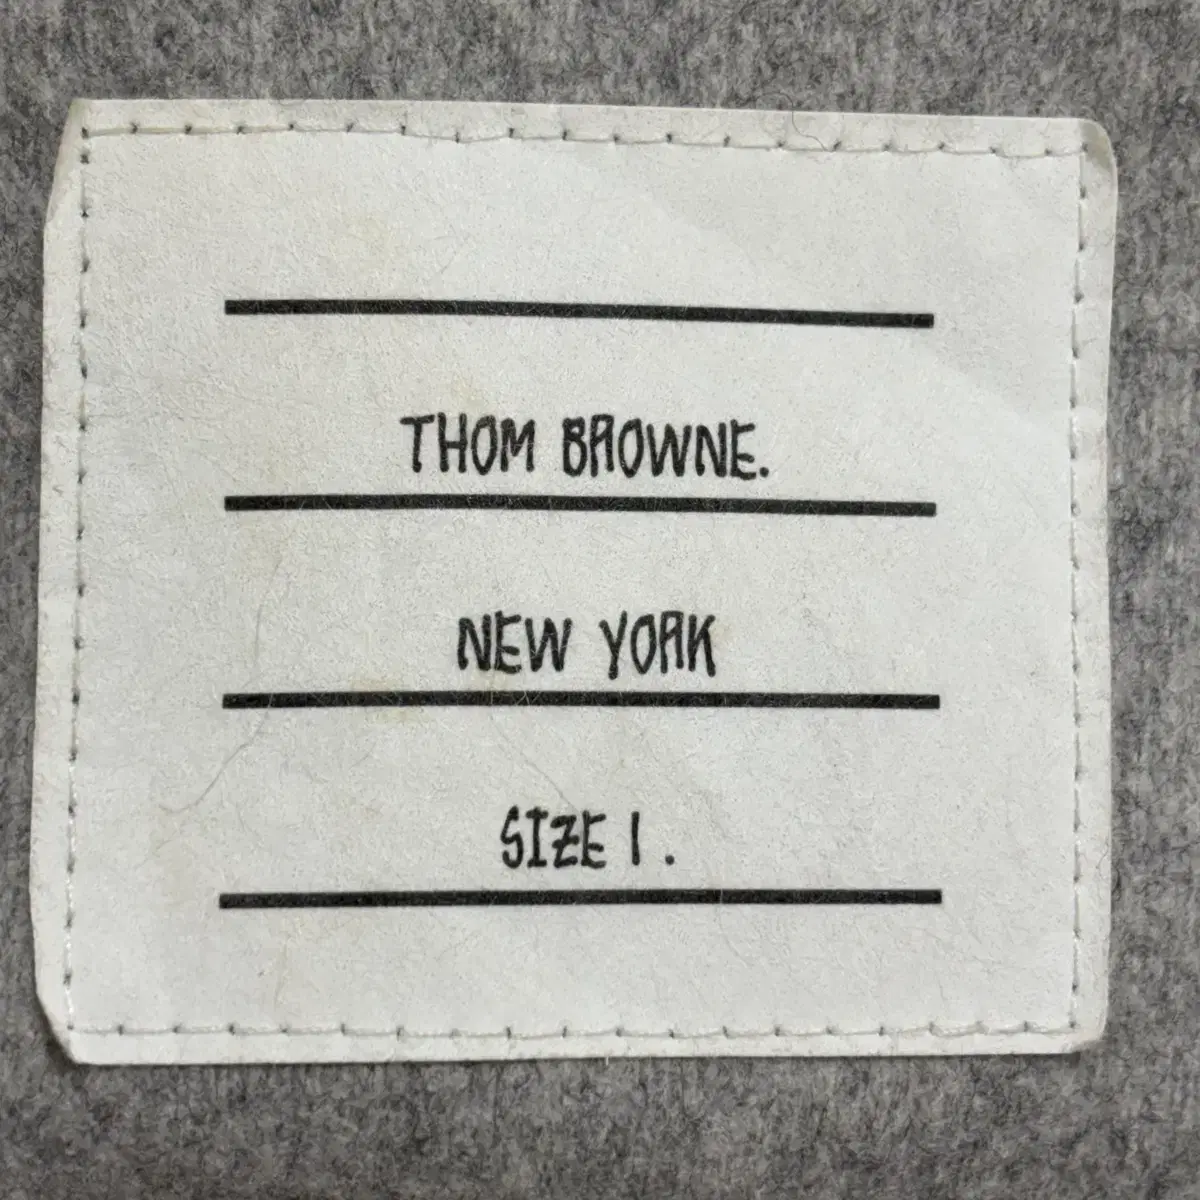 THOM BROWNE.
NEW YORK
SIZE 1.